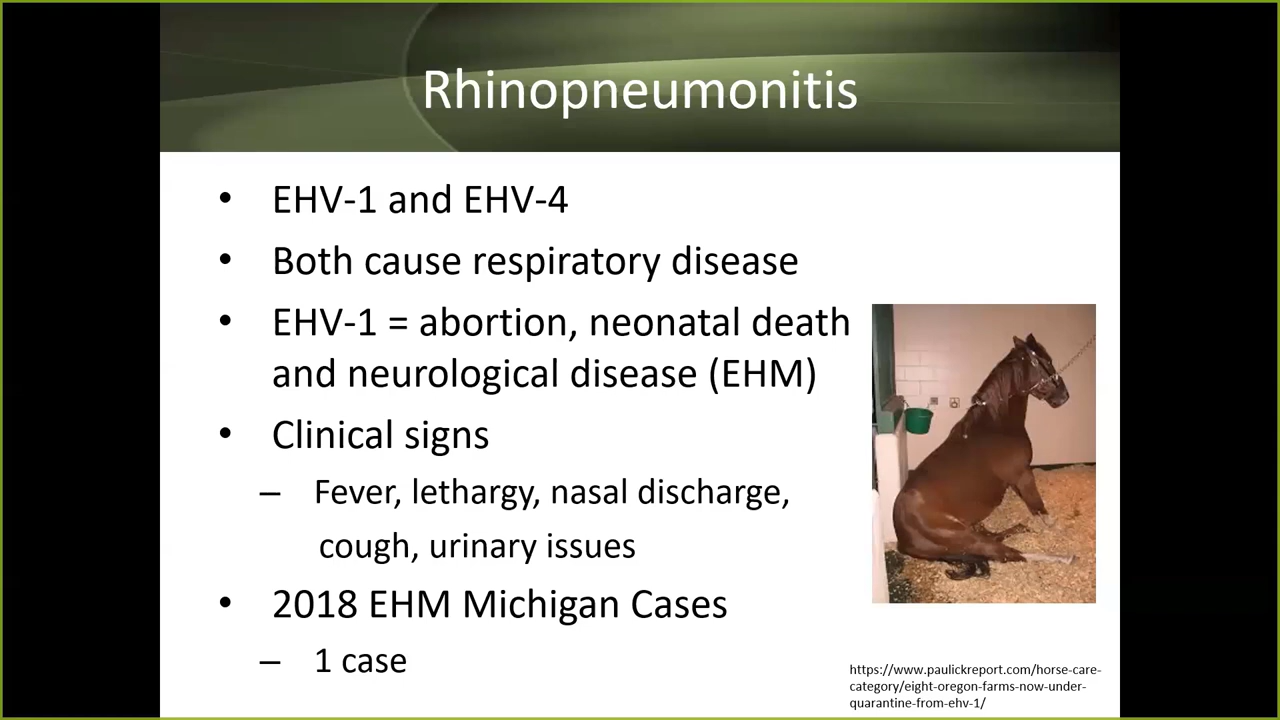 Rhinopneumonitis
• EHV-1 and EHV-4
• Both cause respiratory disease
• EHV-1 = abortion, neonatal death
and neurological disease (EHM)
• Clinical signs
– Fever, lethargy, nasal discharge,
cough, urinary issues
• 2018 EHM Michigan Cases
– 1 case
https://www.paulickreport.com/horse-care-
category/eight-oregon-farms-now-under-
quarantine-from-ehv-1/